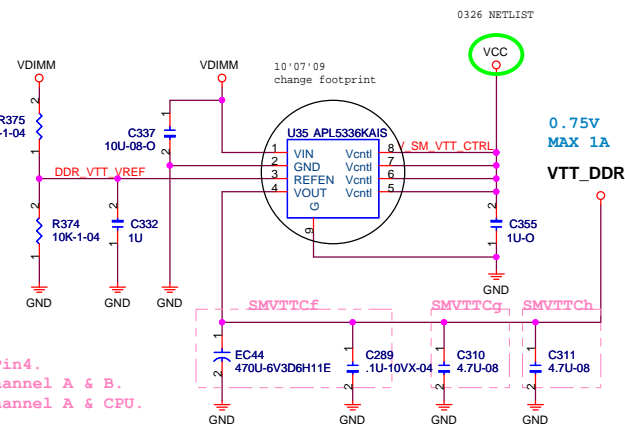 0326 NETLIST
VCC
VDIMM
VDIMM
10'07'09
change footprint
R375
-1-04
C337
10U-08-O
U35 APL5336KAIS
0.75V
MAX 1A
VTT_DDR
1 VIN Vcntl 8 _SM_VTT_CTRL
2 GND Vcntl 7
3 REFEN Vcntl 6
4 VOUT Vcntl 5
G
9
DDR_VTT_VREF
R374
10K-1-04
C332
1U
C355
1U-O
GND GND GND GND
SMVTTCf SMVTTCg SMVTTCh
EC44
470U-6V3D6H11E
C289
.1U-10VX-04
C310
4.7U-08
C311
4.7U-08
Pin4.
hannel A & B.
hannel A & CPU.
GND GND GND GND